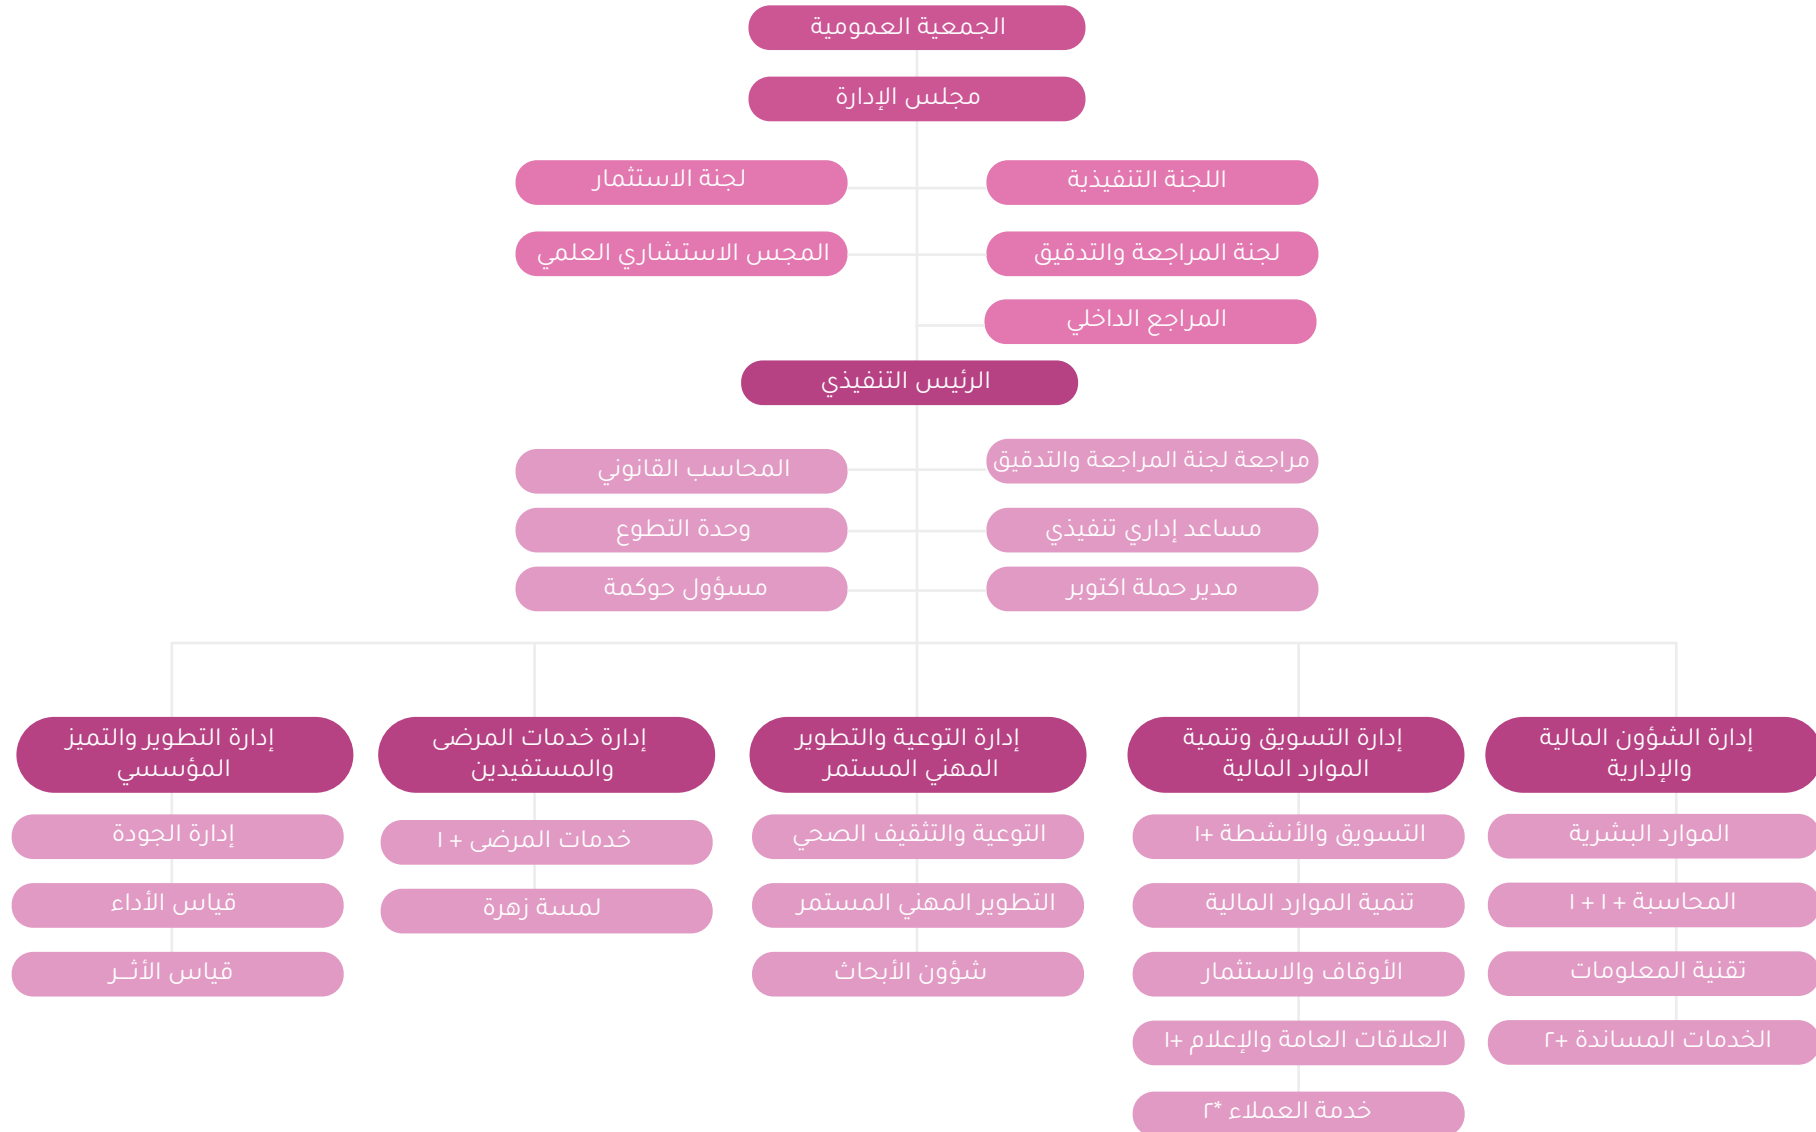 الجمعية العمومية
مجلس الإدارة
اللجنة التنفيذية
لجنة الاستثمار
لجنة المراجعة والتدقيق
المجس الاستشاري العلمي
المراجع الداخلي
الرئيس التنفيذي
مراجعة لجنة المراجعة والتدقيق
المحاسب القانوني
مساعد إداري تنفيذي
وحدة التطوع
مدير حملة اكتوبر
مسؤول حوكمة
إدارة الشؤون المالية
والإدارية
الموارد البشرية
المحاسبة + ١ + ١
تقنية المعلومات
الخدمات المساندة +٢
إدارة التسويق وتنمية
الموارد المالية
التسويق والأنشطة +١
تنمية الموارد المالية
الأوقاف والاستثمار
العلاقات العامة والإعلام +١
خدمة العملاء *٢
إدارة التوعية والتطوير
المهني المستمر
التوعية والتثقيف الصحي
التطوير المهني المستمر
شؤون الأبحاث
إدارة خدمات المرضى
والمستفيدين
خدمات المرضى + ١
لمسة زهرة
إدارة التطوير والتميز
المؤسسي
إدارة الجودة
قياس الأداء
قياس الأثــر